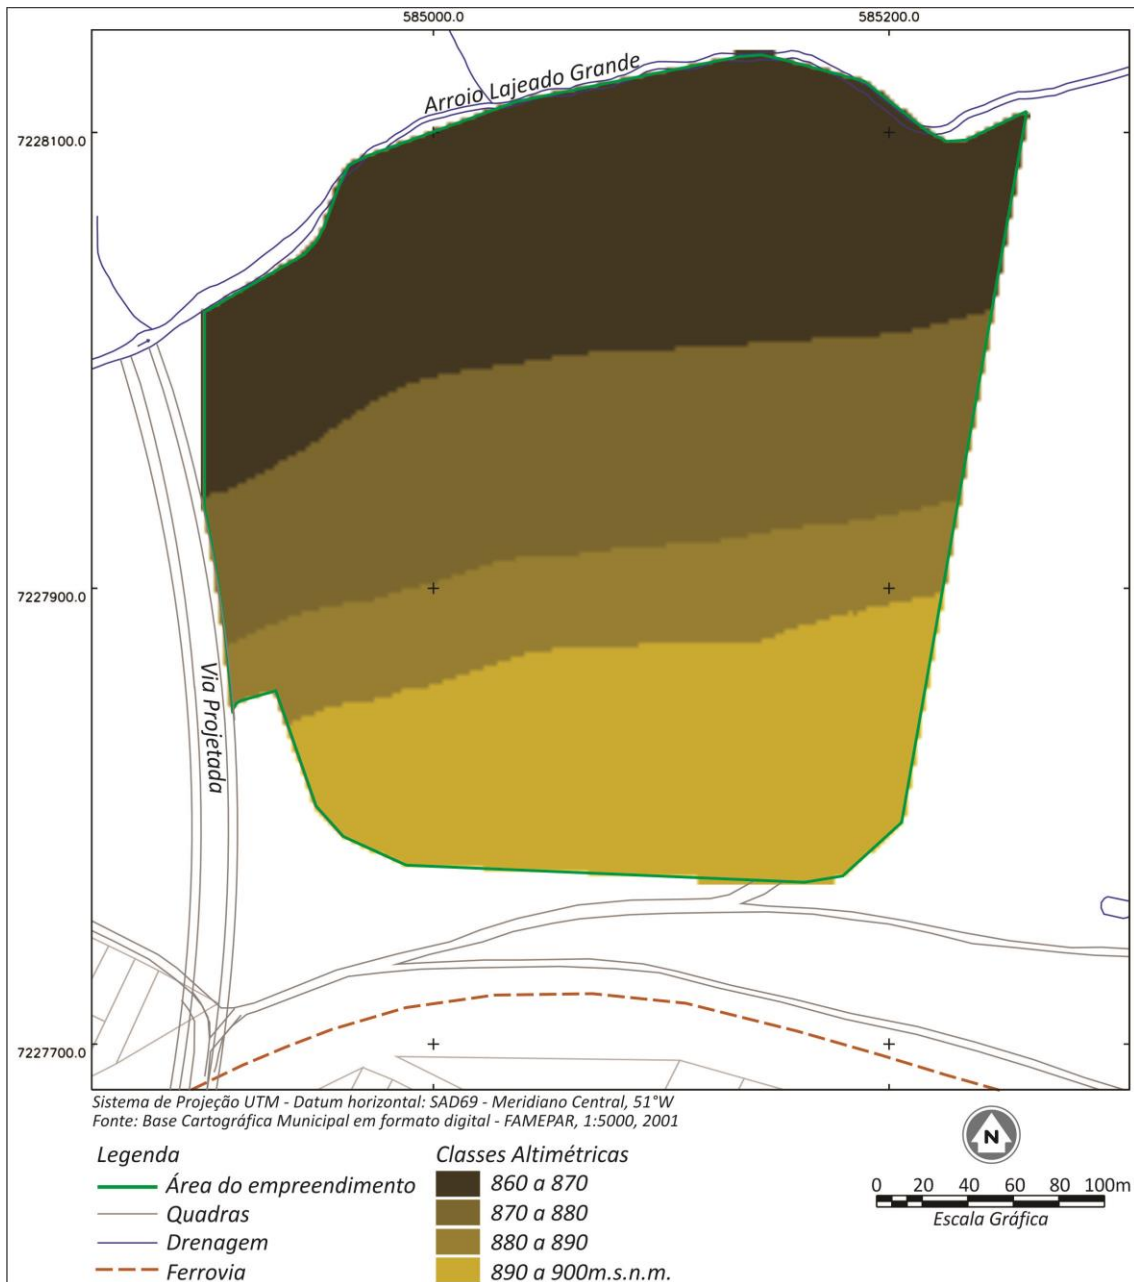 585000.0
585200.0
Arroio Lajeado Grande
7228100.0
7227900.0
Via Projetada
7227700.0
Sistema de Projeção UTM - Datum horizontal: SAD69 - Meridiano Central, 51°W
Fonte: Base Cartográfica Municipal em formato digital - FAMEPAR, 1:5000, 2001
Legenda
Área do empreendimento
Quadras
Drenagem
Ferrovia
Classes Altimétricas
860 a 870
870 a 880
880 a 890
890 a 900m.s.n.m.
N
0 20 40 60 80 100m
Escala Gráfica